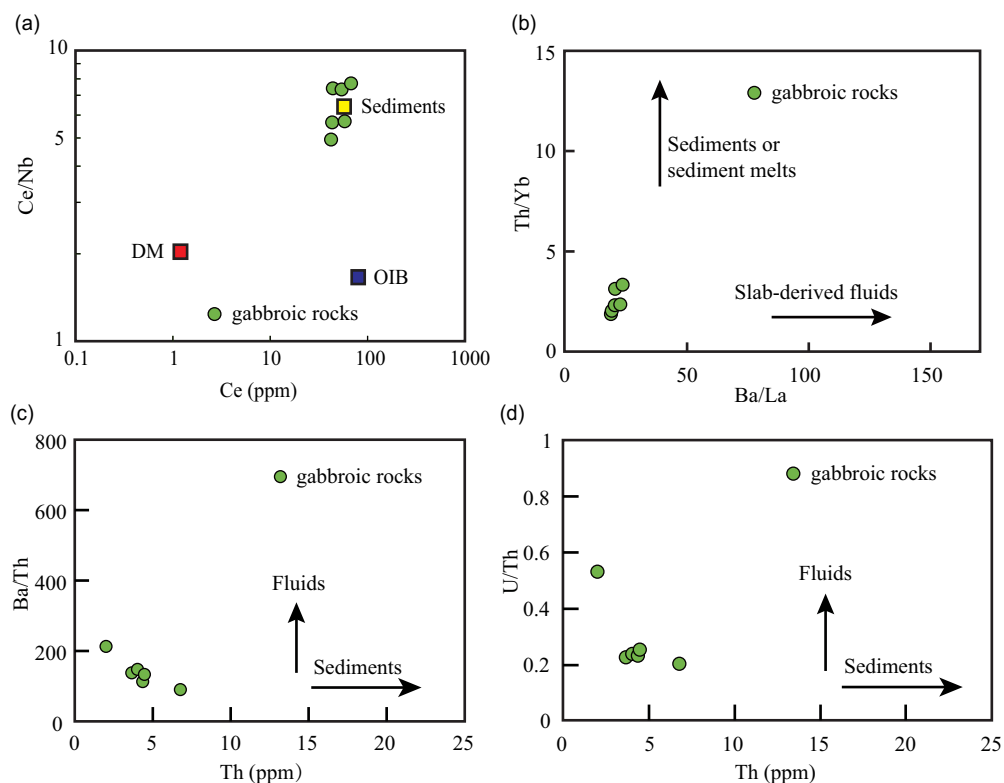 (a)
10
5
1
Ce/Nb
Sediments
DM
OIB
gabbroic rocks
0.1
1
10
100
1000
Ce (ppm)
(b)
15
10
5
0
Th/Yb
gabbroic rocks
Sediments or
sediment melts
Slab-derived fluids
0
50
100
150
Ba/La
(c)
800
600
400
200
0
Ba/Th
gabbroic rocks
Fluids
Sediments
0
5
10
15
20
25
Th (ppm)
(d)
1
0.8
0.6
0.4
0.2
0
U/Th
gabbroic rocks
Fluids
Sediments
0
5
10
15
20
25
Th (ppm)